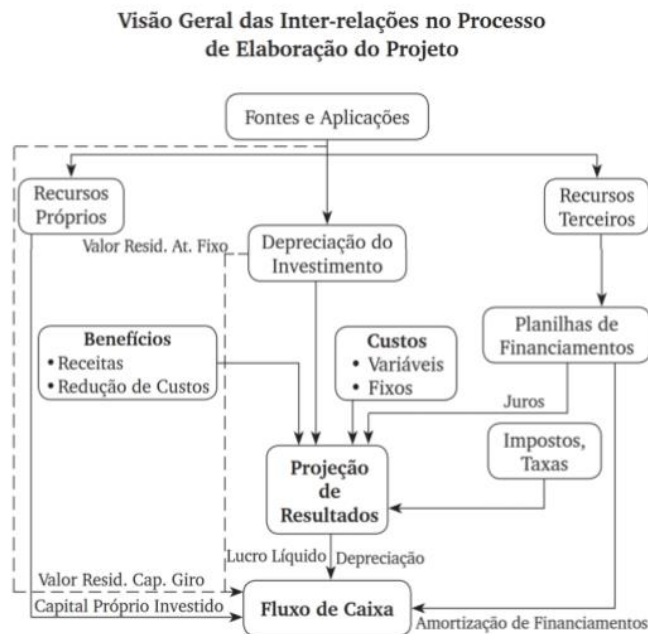 Visão Geral das Inter-relações no Processo
de Elaboração do Projeto
Fontes e Aplicações
Recursos
Próprios
Recursos
Terceiros
Valor Resid. At. Fixo
Depreciação do
Investimento
Benefícios
• Receitas
• Redução de Custos
Custos
• Variáveis
• Fixos
Planilhas de
Financiamentos
Juros
Impostos,
Taxas
Projeção
de
Resultados
Lucro Líquido
Depreciação
Valor Resid. Cap. Giro
Capital Próprio Investido
Fluxo de Caixa
Amortização de Financiamentos